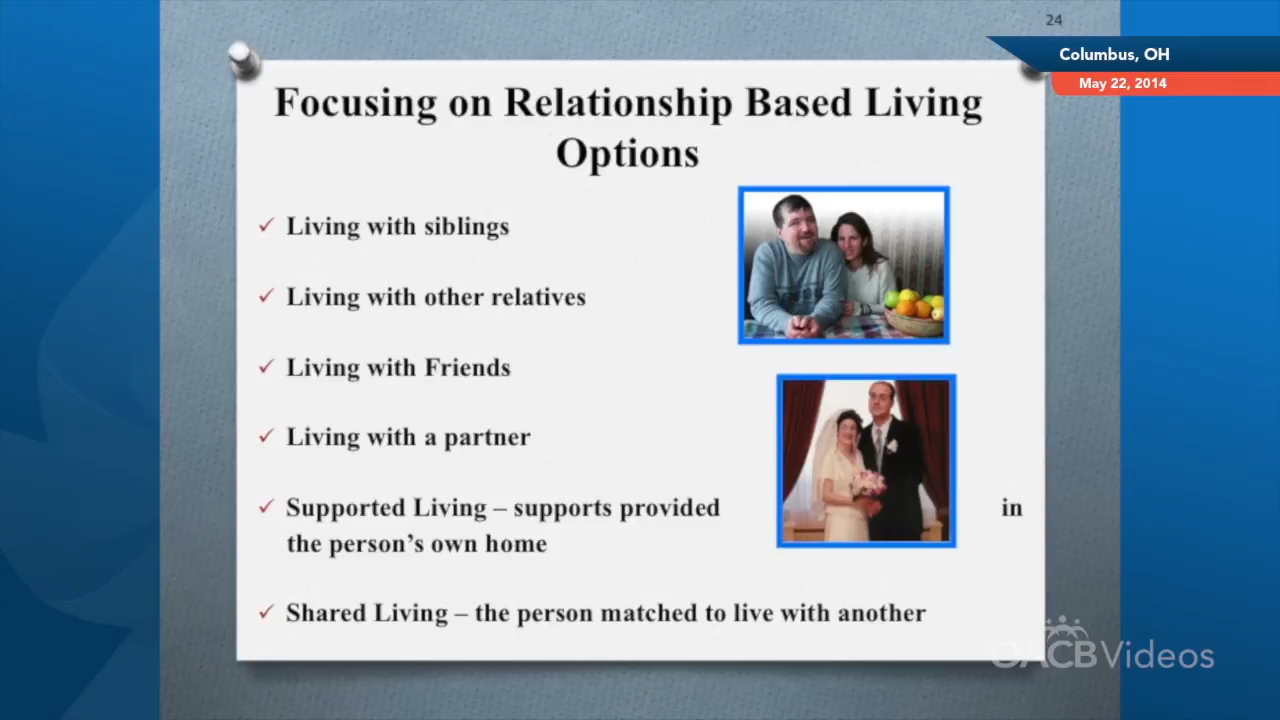 24
Columbus, OH
May 22, 2014
Focusing on Relationship Based Living
Options
✓ Living with siblings
✓ Living with other relatives
✓ Living with Friends
✓ Living with a partner
✓ Supported Living – supports provided in
the person's own home
✓ Shared Living – the person matched to live with another
OACBVideos